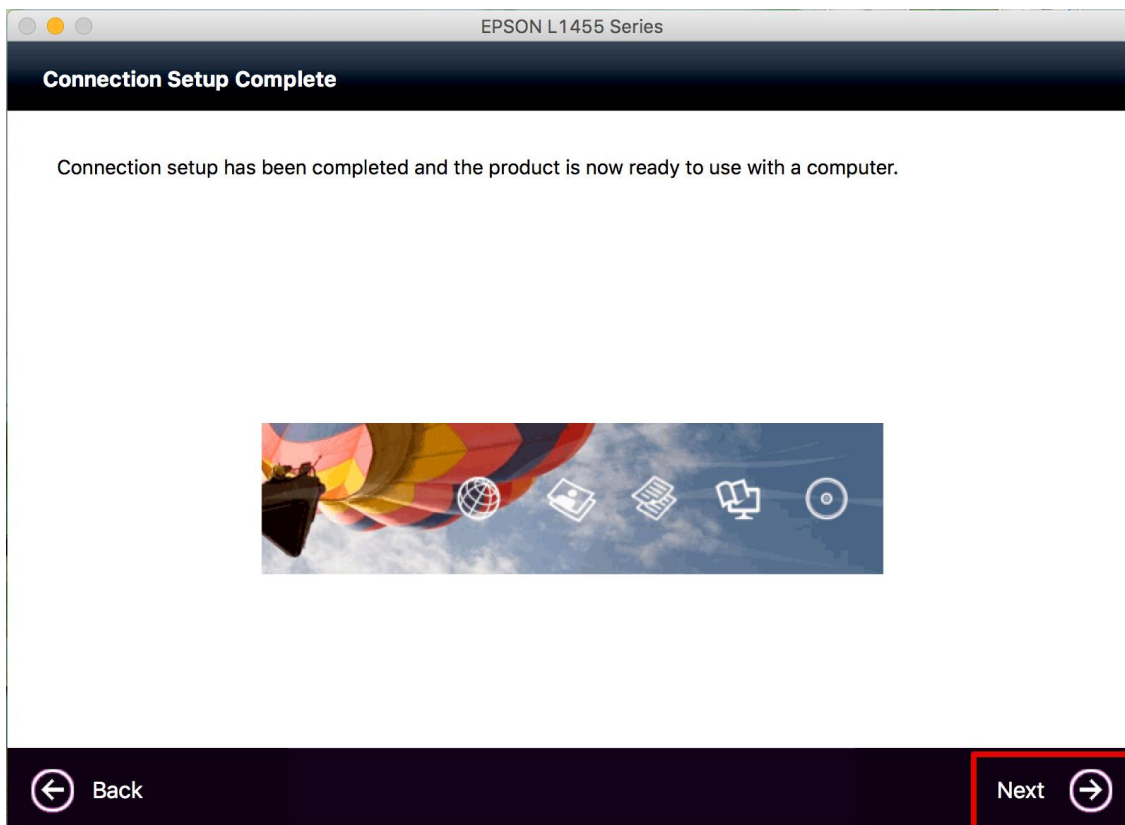 EPSON L1455 Series
Connection Setup Complete
Connection setup has been completed and the product is now ready to use with a computer.
Back
Next